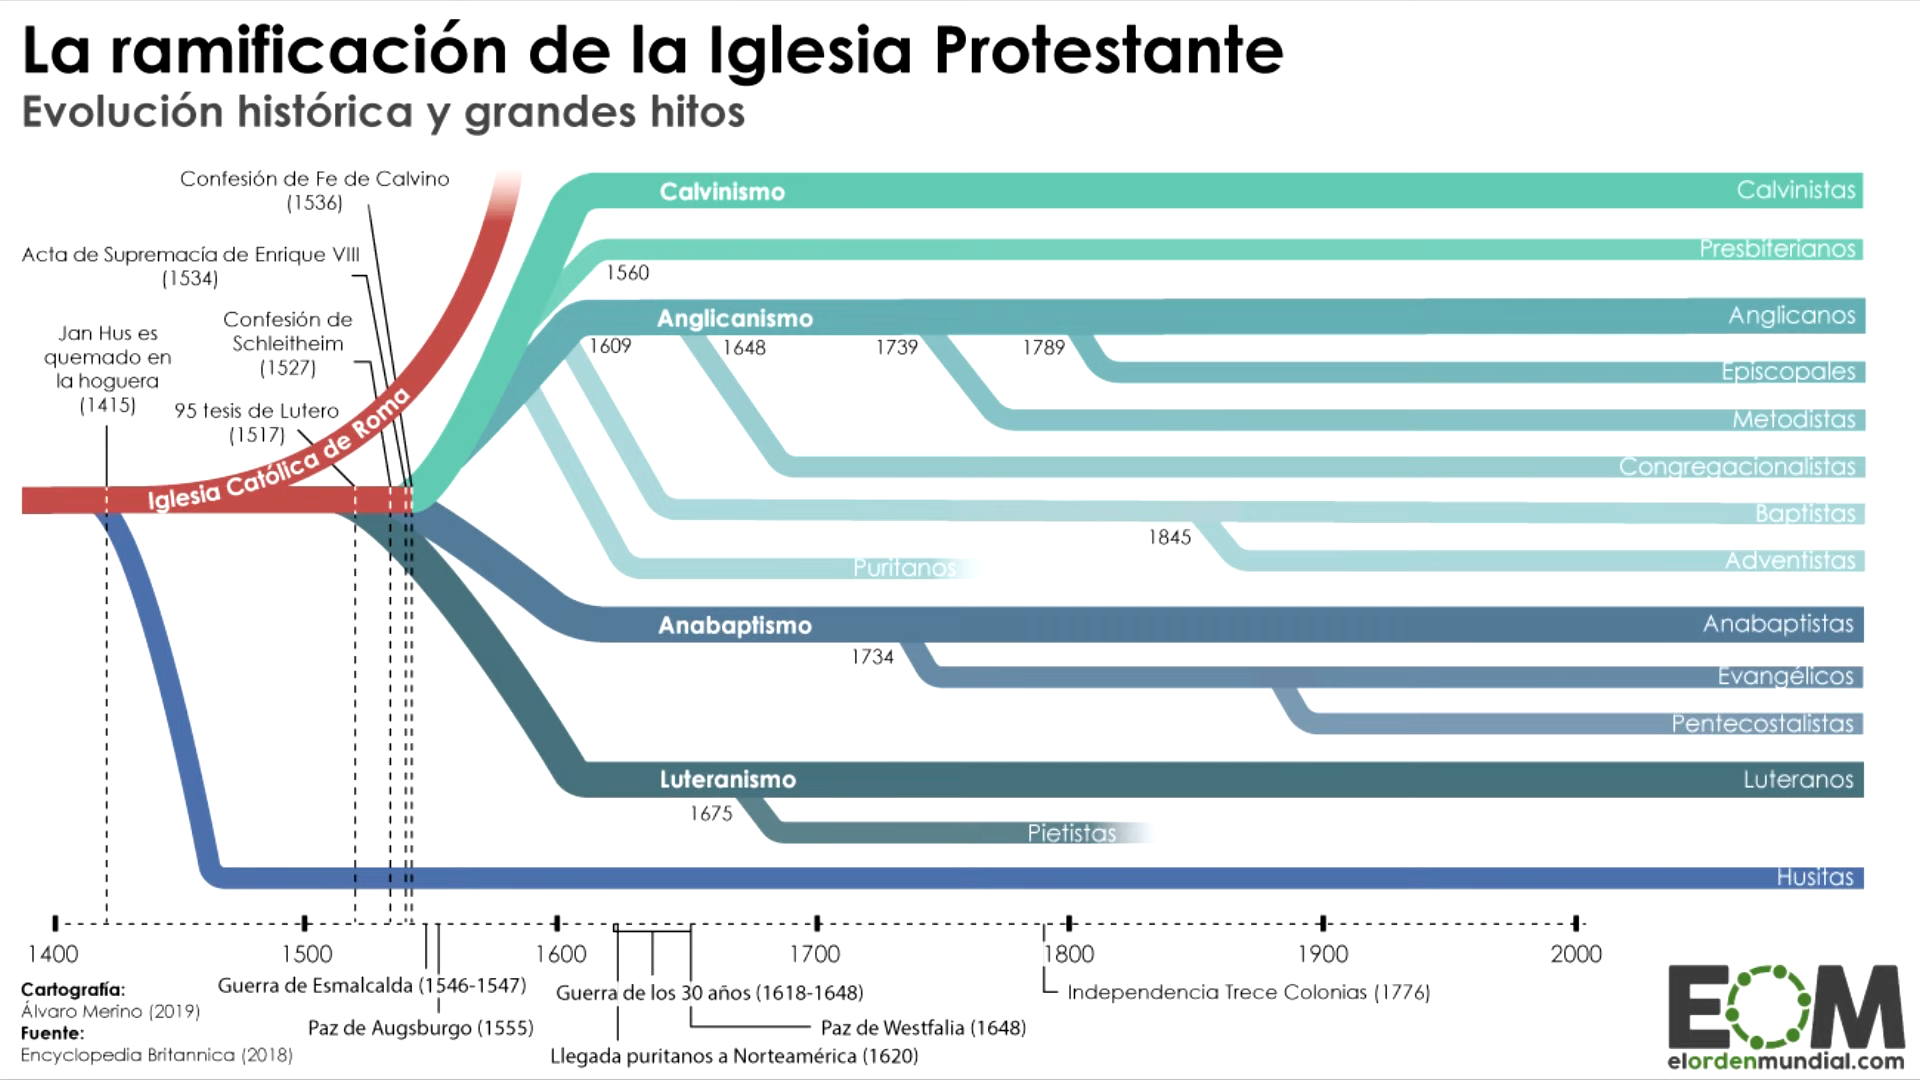 La ramificación de la Iglesia Protestante
Evolución histórica y grandes hitos
Confesión de Fe de Calvino
(1536)
Acta de Supremacía de Enrique VIII
(1534)
Confesión de
Schleitheim
(1527)
Jan Hus es
quemado en
la hoguera
(1415)
95 tesis de Lutero
(1517)
Iglesia Católica de Roma
Calvinismo
Calvinistas
Presbiterianos
1560
Anglicanismo
Anglicanos
1609
1648
1739
1789
Episcopales
Metodistas
Congregacionalistas
Baptistas
1845
Adventistas
Puritanos
Anabaptismo
Anabaptistas
1734
Evangélicos
Pentecostalistas
Luteranismo
Luteranos
1675
Pietistas
Husitas
1400
1500
1600
1700
1800
1900
2000
Guerra de Esmalcalda (1546-1547)
Paz de Augsburgo (1555)
Guerra de los 30 años (1618-1648)
Paz de Westfalia (1648)
Llegada puritanos a Norteamérica (1620)
Independencia Trece Colonias (1776)
Cartografía:
Álvaro Merino (2019)
Fuente:
Encyclopedia Britannica (2018)
EOM
elordenmundial.com